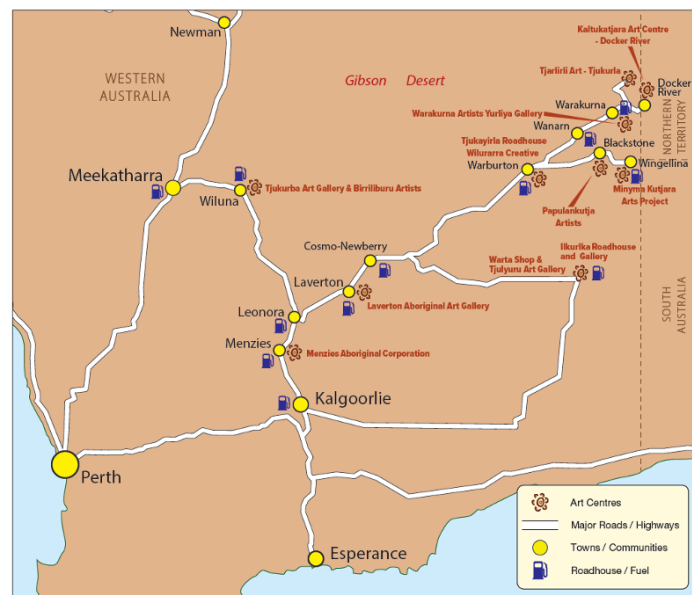 Newman
WESTERN
AUSTRALIA
Gibson Desert
Kaltukatjara Art Centre
- Docker River
Tjarlirli Art - Tjukurla
Docker
River
Warakurna
Warakurna Artists Yurliya Gallery
Wanarn
NORTHERN
TERRITORY
Tjukayirla Roadhouse
Wilurarra Creative
Blackstone
Wingellina
Warburton
Minyma Kutjara
Arts Project
Papulankutja
Artists
Meekatharra
Wiluna
Tjukurba Art Gallery & Birriliburu Artists
Cosmo-Newberry
Ilkurlka Roadhouse
and Gallery
Warta Shop &
Tjulyuru Art Gallery
Laverton
Laverton Aboriginal Art Gallery
Leonora
SOUTH
AUSTRALIA
Menzies
Menzies Aboriginal Corporation
Kalgoorlie
Perth
Esperance
Art Centres
Major Roads / Highways
Towns / Communities
Roadhouse / Fuel